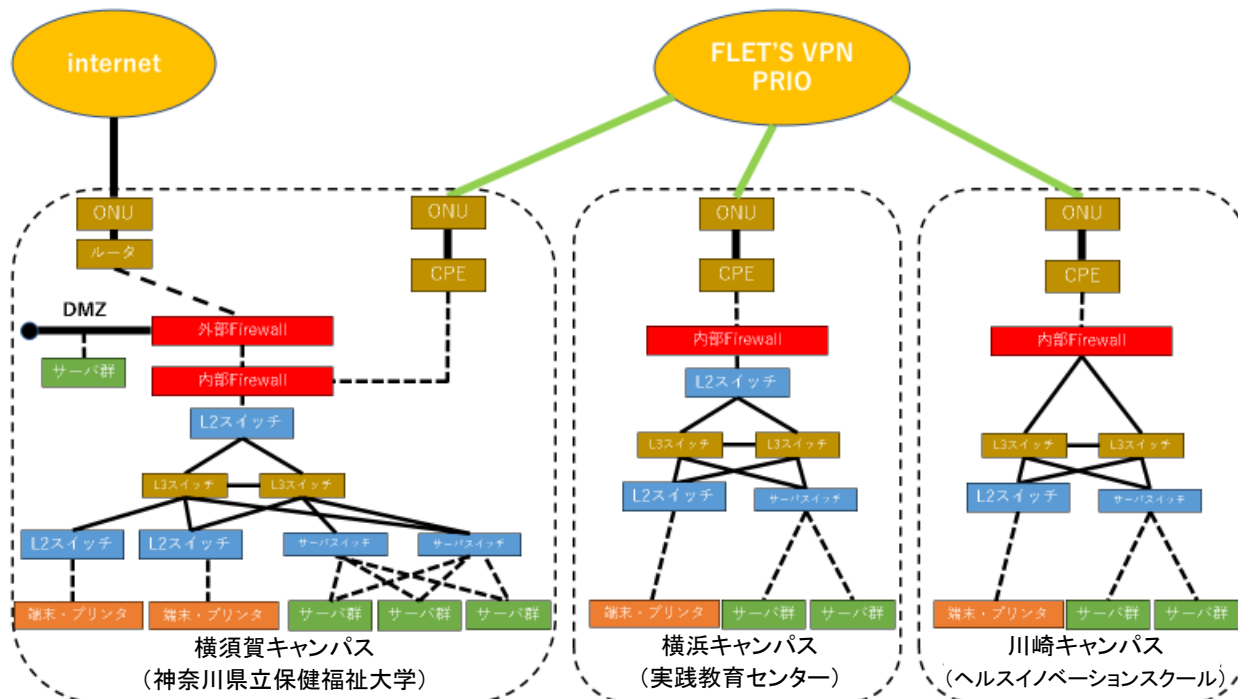 internet
FLET'S VPN
PRIO
ONU
ルータ
ONU
CPE
DMZ
外部Firewall
サーバ群
内部Firewall
L2スイッチ
L3スイッチ
L3スイッチ
L2スイッチ
L2スイッチ
サーバスイッチ
サーバスイッチ
端末・プリンタ
端末・プリンタ
サーバ群
サーバ群
サーバ群
横須賀キャンパス
（神奈川県立保健福祉大学）
ONU
CPE
内部Firewall
L2スイッチ
L3スイッチ
L3スイッチ
L2スイッチ
サーバスイッチ
端末・プリンタ
サーバ群
サーバ群
横浜キャンパス
（実践教育センター）
ONU
CPE
内部Firewall
L3スイッチ
L3スイッチ
L2スイッチ
サーバスイッチ
端末・プリンタ
サーバ群
サーバ群
川崎キャンパス
（ヘルスイノベーションスクール）